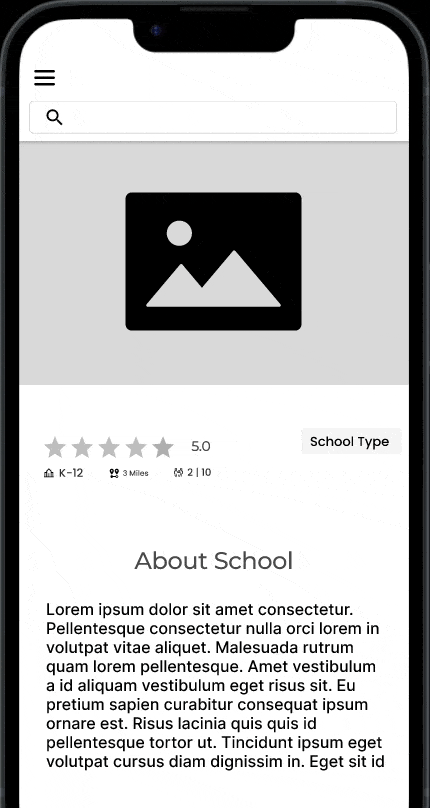 5.0
School Type
K-12
3 Miles
2 | 10
About School
Lorem ipsum dolor sit amet consectetur.
Pellentesque consectetur nulla orci lorem in
volutpat vitae aliquet. Malesuada rutrum
quam lorem pellentesque. Amet vestibulum
a id aliquam vestibulum eget risus sit. Eu
pretium sapien curabitur consequat ipsum
ornare est. Risus lacinia quis quis id
pellentesque tortor ut. Tincidunt ipsum eget
volutpat cursus diam dignissim in. Eget sit id